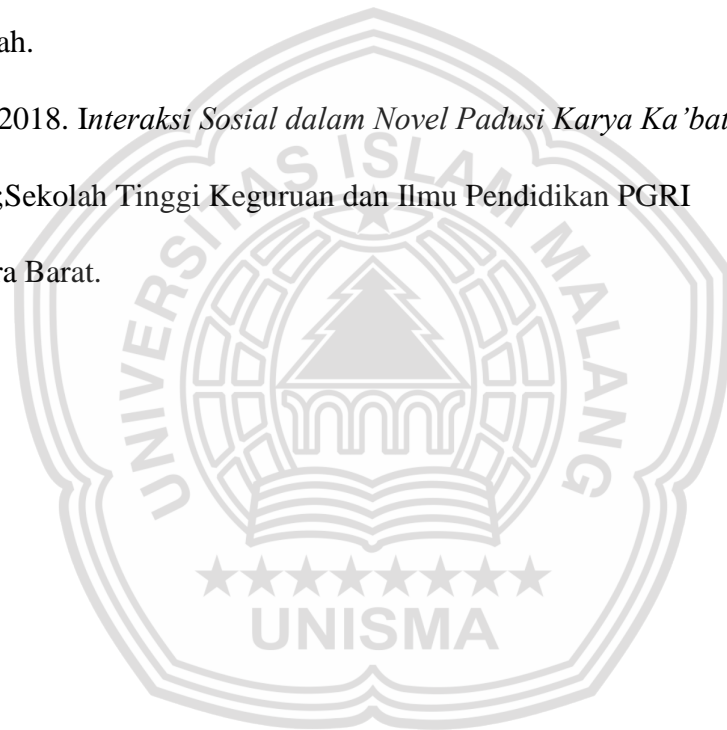 ah.
2018. Interaksi Sosial dalam Novel Padusi Karya Ka’bat
;Sekolah Tinggi Keguruan dan Ilmu Pendidikan PGRI
ra Barat.
UNIVERSITAS ISLAM MALANG
UNISMA